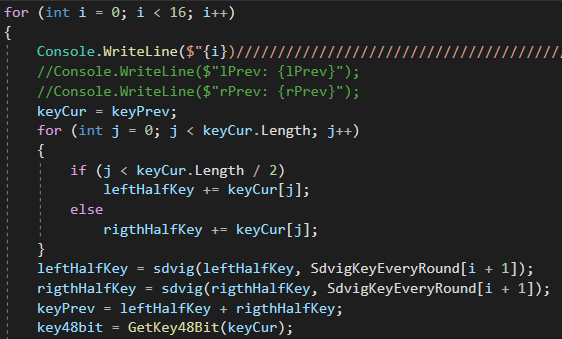 for (int i = 0; i < 16; i++)
{
Console.WriteLine($"{i})///////////////////////////////////////
//Console.WriteLine($"lPrev: {lPrev}");
//Console.WriteLine($"rPrev: {rPrev}");
keyCur = keyPrev;
for (int j = 0; j < keyCur.Length; j++)
{
if (j < keyCur.Length / 2)
leftHalfKey += keyCur[j];
else
rigthHalfKey += keyCur[j];
}
leftHalfKey = sdvig(leftHalfKey, SdvigKeyEveryRound[i + 1]);
rigthHalfKey = sdvig(rigthHalfKey, SdvigKeyEveryRound[i + 1]);
keyPrev = leftHalfKey + rigthHalfKey;
key48bit = GetKey48Bit(keyCur);